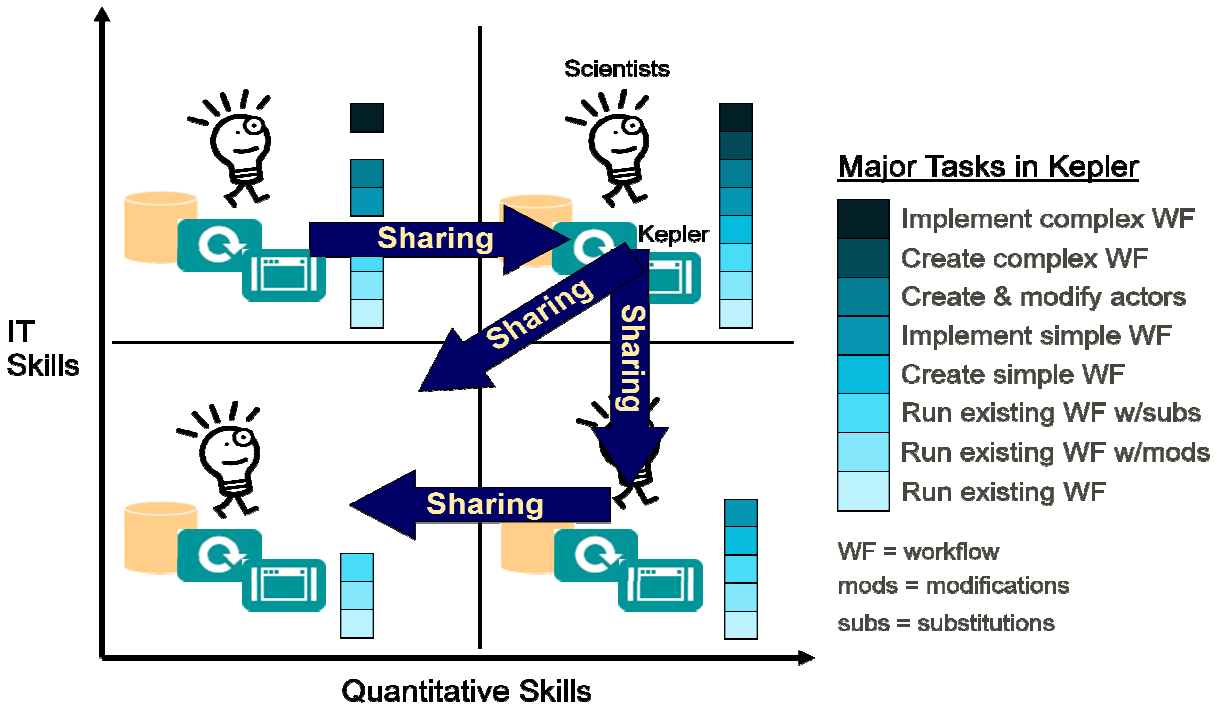 Scientists
Major Tasks in Kepler
Implement complex WF
Sharing
Kepler
Create complex WF
Create & modify actors
Sharing
Sharing
IT
Skills
Implement simple WF
Create simple WF
Run existing WF w/subs
Run existing WF w/mods
Sharing
Run existing WF
WF = workflow
mods = modifications
subs = substitutions
Quantitative Skills